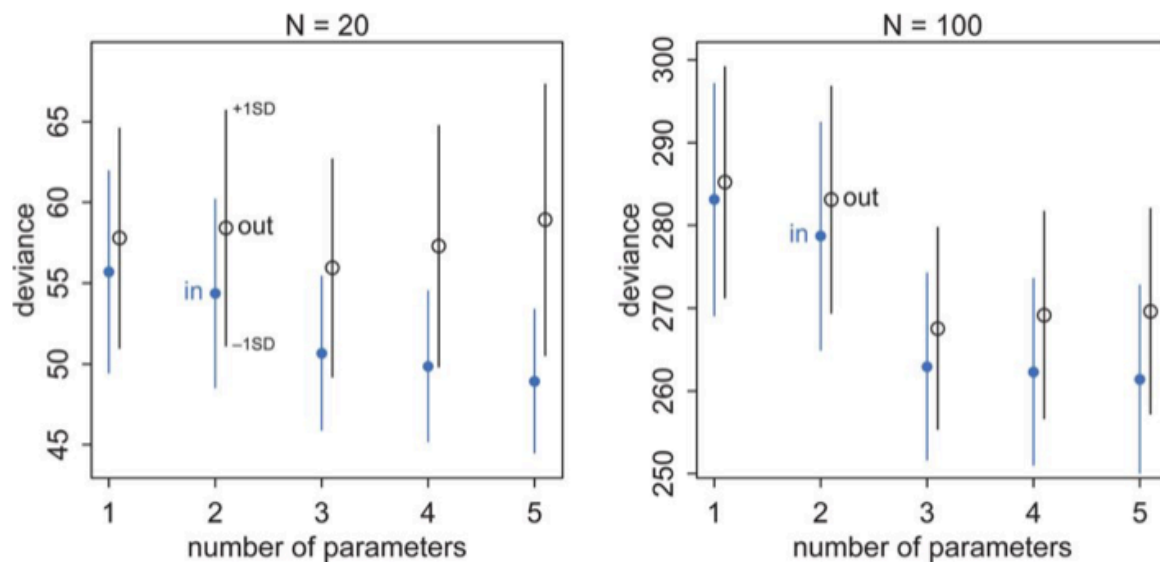 N = 20
deviance
65
60
55
50
45
+1SD
out
in
–1SD
1 2 3 4 5
number of parameters
N = 100
deviance
300
290
280
270
260
250
out
in
1 2 3 4 5
number of parameters